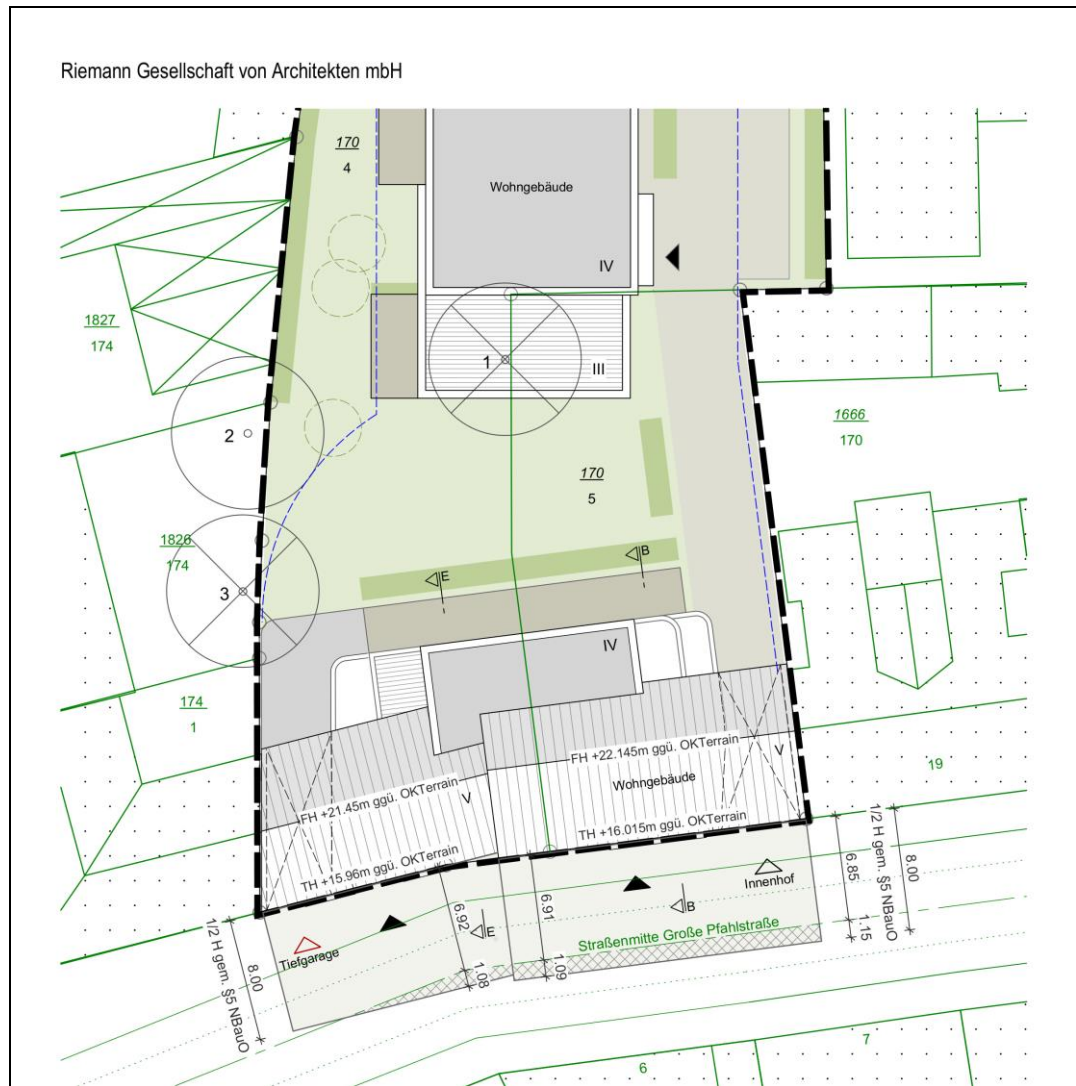 Riemann Gesellschaft von Architekten mbH
170
4
Wohngebäude
IV
1827
174
1
III
2
1666
170
170
5
1826
174
E
B
3
IV
174
1
FH +22.145m ggü. OKTerrain
V
Wohngebäude
19
FH +21.45m ggü. OKTerrain
V
TH +16.015m ggü. OKTerrain
TH +15.96m ggü. OKTerrain
1/2 H gem. §5 NBauO
8.00
6.85
1.15
Innenhof
B
6.91
1.09
6.92
1.08
E
Straßenmitte Große Pfahlstraße
Tiefgarage
1/2 H gem. §5 NBauO
8.00
7
6